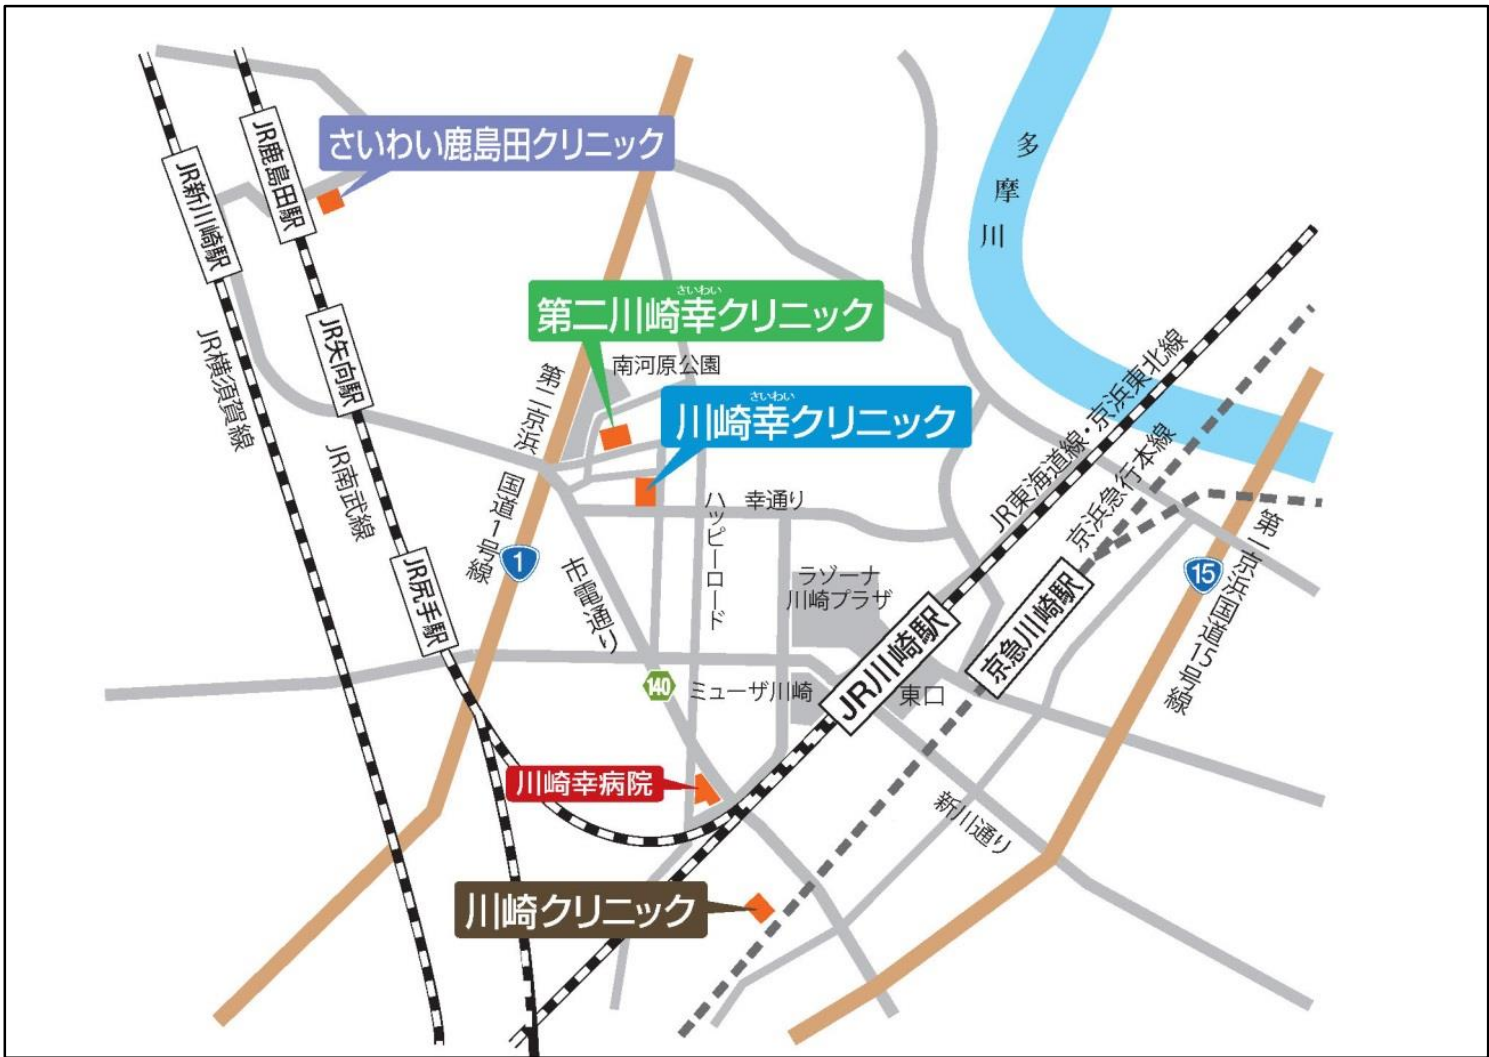 多摩川
さいわい鹿島田クリニック
JR鹿島田駅
JR新川崎駅
さいわい
第二川崎幸クリニック
JR矢向駅
JR横須賀線
南河原公園
第二京浜
さいわい
川崎幸クリニック
JR東海道線・京浜東北線
京浜急行本線
JR南武線
国道1号線
1
ハッピーロード
幸通り
JR尻手駅
市電通り
ラゾーナ
川崎プラザ
15
第一京浜国道15号線
JR川崎駅
京急川崎駅
140
ミューザ川崎
東口
川崎幸病院
新川通り
川崎クリニック